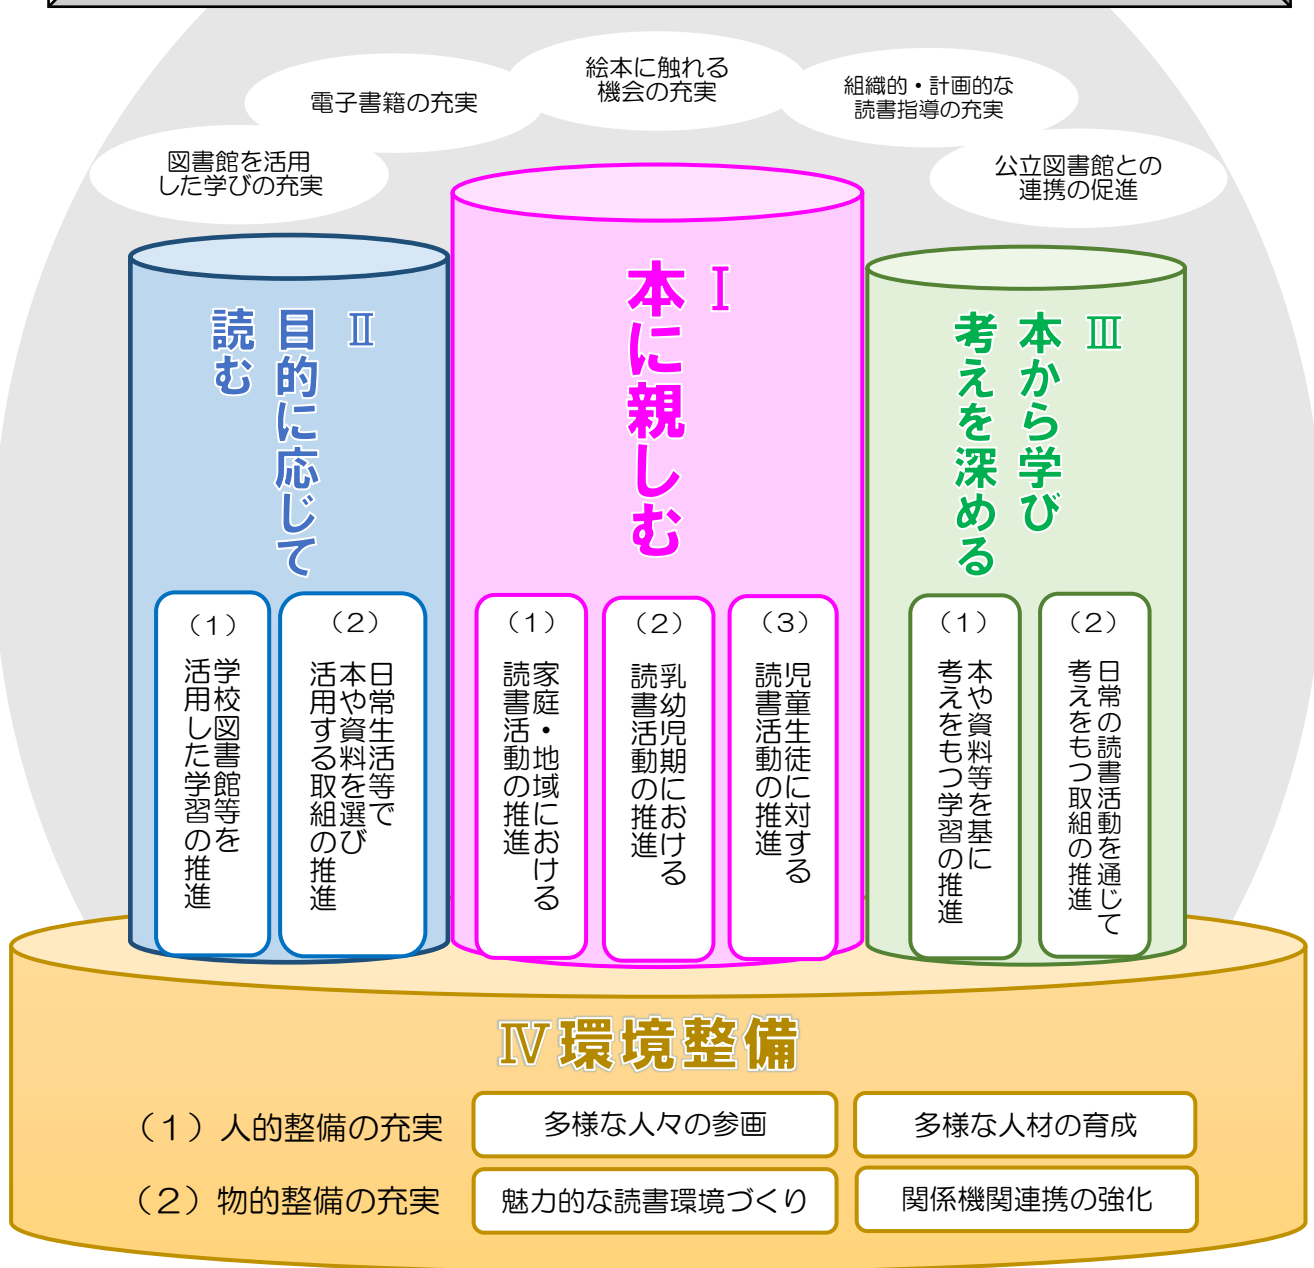 図書館を活用
した学びの充実
電子書籍の充実
絵本に触れる
機会の充実
組織的・計画的な
読書指導の充実
公立図書館との
連携の促進
Ⅱ
目的に応じて
読む
(1)
学校図書館等を
活用した学習の推進
(2)
日常生活等で
本や資料を選び
活用する取組の推進
Ⅰ
本に親しむ
(1)
家庭・地域における
読書活動の推進
(2)
乳幼児期における
読書活動の推進
(3)
児童生徒に対する
読書活動の推進
Ⅲ
本から学び
考えを深める
(1)
本や資料等を基に
考えをもつ学習の推進
(2)
日常の読書活動を通じて
考えをもつ取組の推進
Ⅳ環境整備
(1)人的整備の充実
多様な人々の参画
多様な人材の育成
(2)物的整備の充実
魅力的な読書環境づくり
関係機関連携の強化